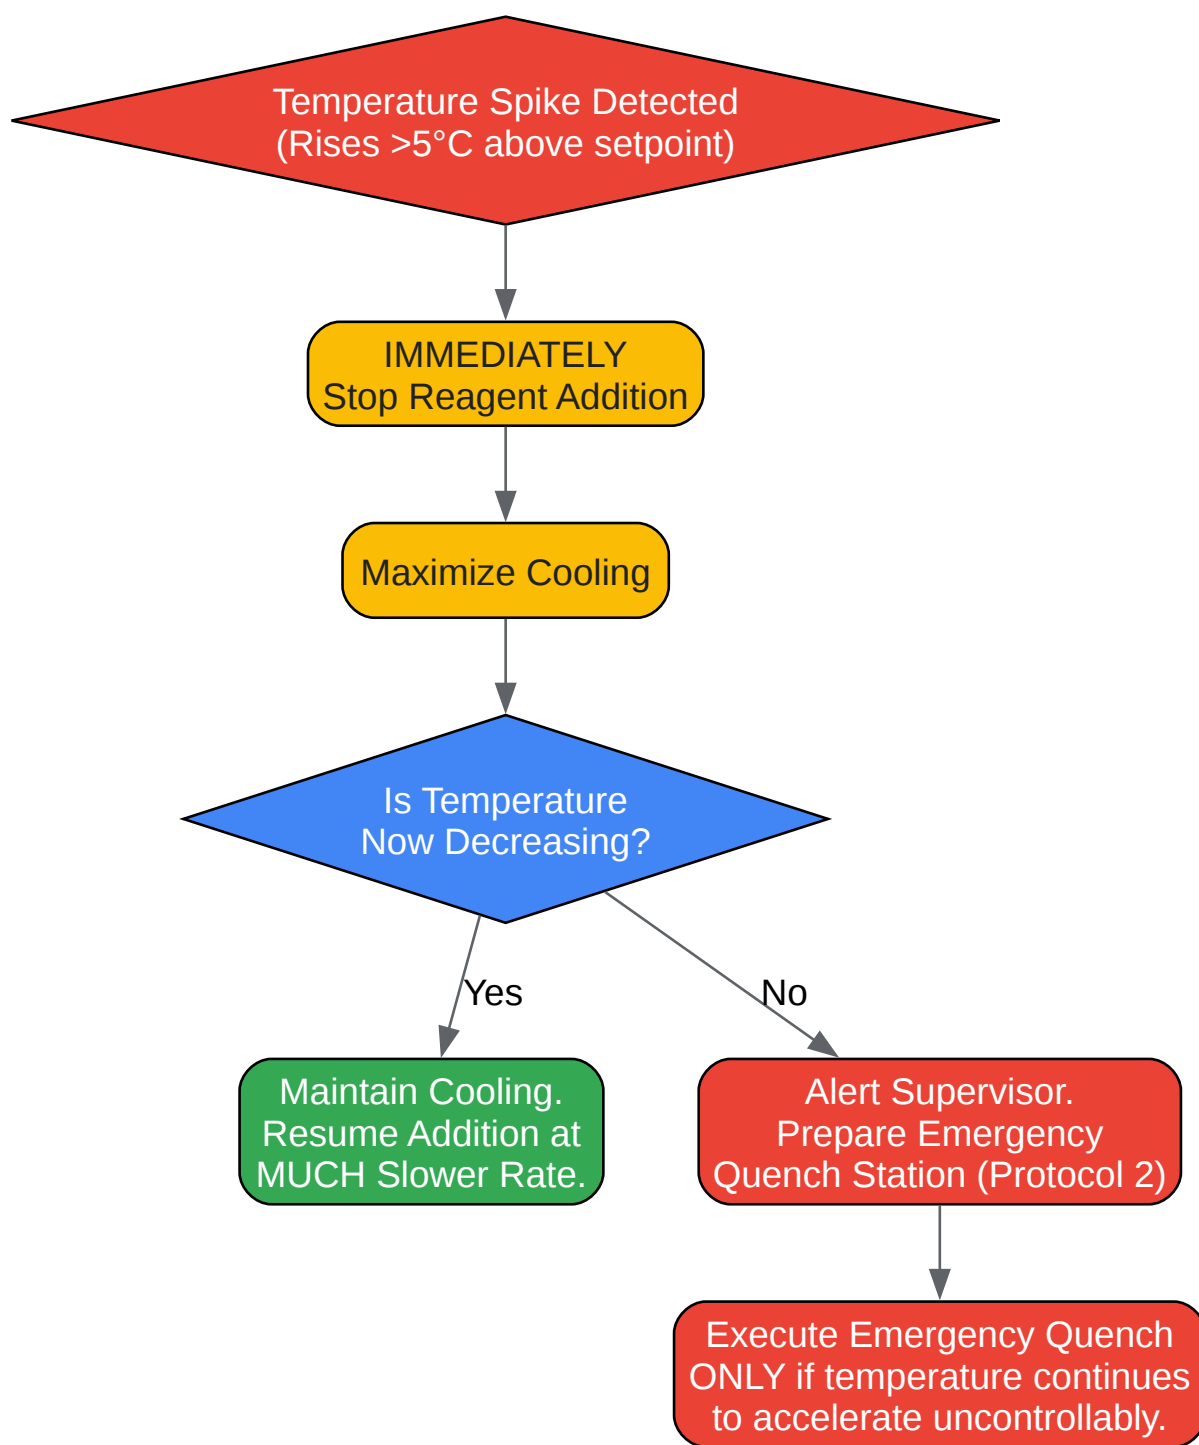 Temperature Spike Detected
(Rises >5°C above setpoint)
IMMEDIATELY
Stop Reagent Addition
Maximize Cooling
Is Temperature
Now Decreasing?
Yes
No
Maintain Cooling.
Resume Addition at
MUCH Slower Rate.
Alert Supervisor.
Prepare Emergency
Quench Station (Protocol 2)
Execute Emergency Quench
ONLY if temperature continues
to accelerate uncontrollably.